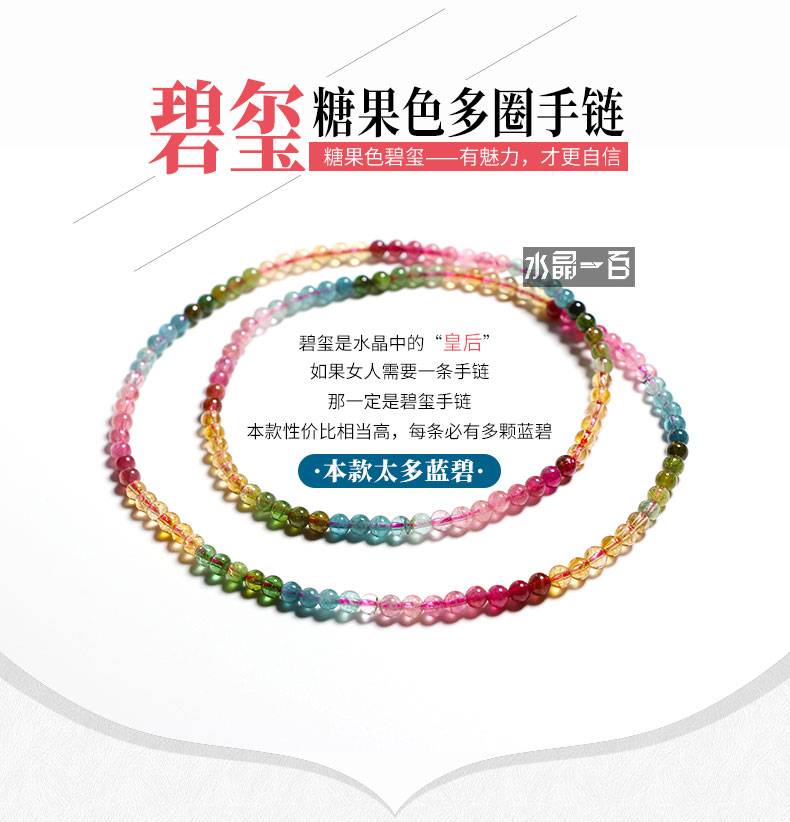 碧玺
糖果色多圈手链
糖果色碧玺——有魅力，才更自信
水晶一百
碧玺是水晶中的“皇后”
如果女人需要一条手链
那一定是碧玺手链
本款性价比相当高，每条必有多颗蓝碧
·本款太多蓝碧·